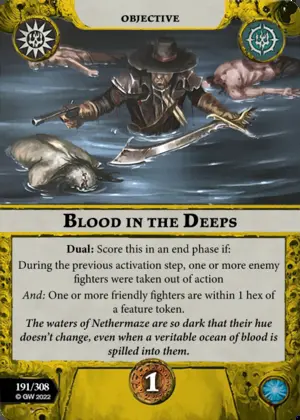 OBJECTIVE
BLOOD IN THE DEEPS
Dual: Score this in an end phase if:
During the previous activation step, one or more enemy
fighters were taken out of action
And: One or more friendly fighters are within 1 hex of
a feature token.
The waters of Nethermaze are so dark that their hue
doesn't change, even when a veritable ocean of blood is
spilled into them.
191/308
© GW 2022
1